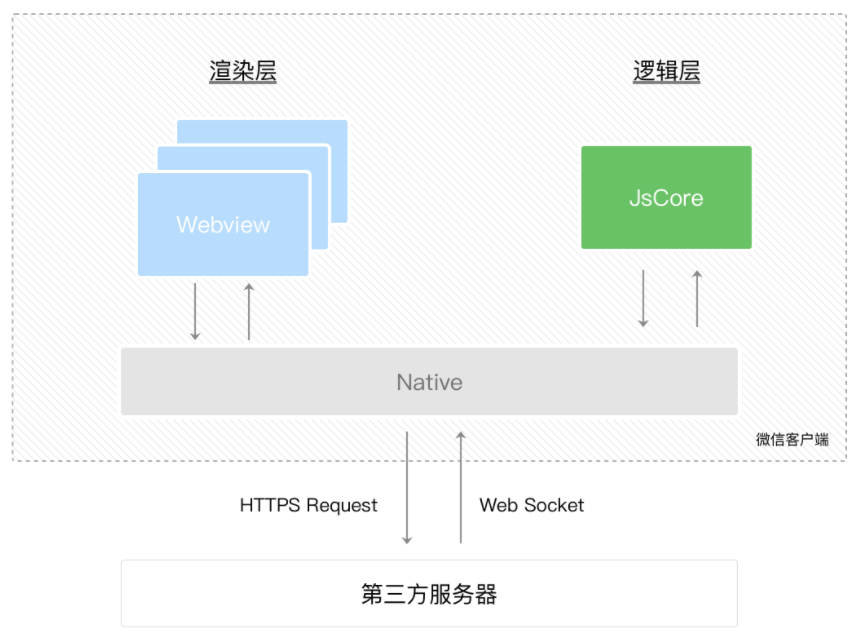 渲染层
逻辑层
Webview
JsCore
Native
微信客户端
HTTPS Request
Web Socket
第三方服务器